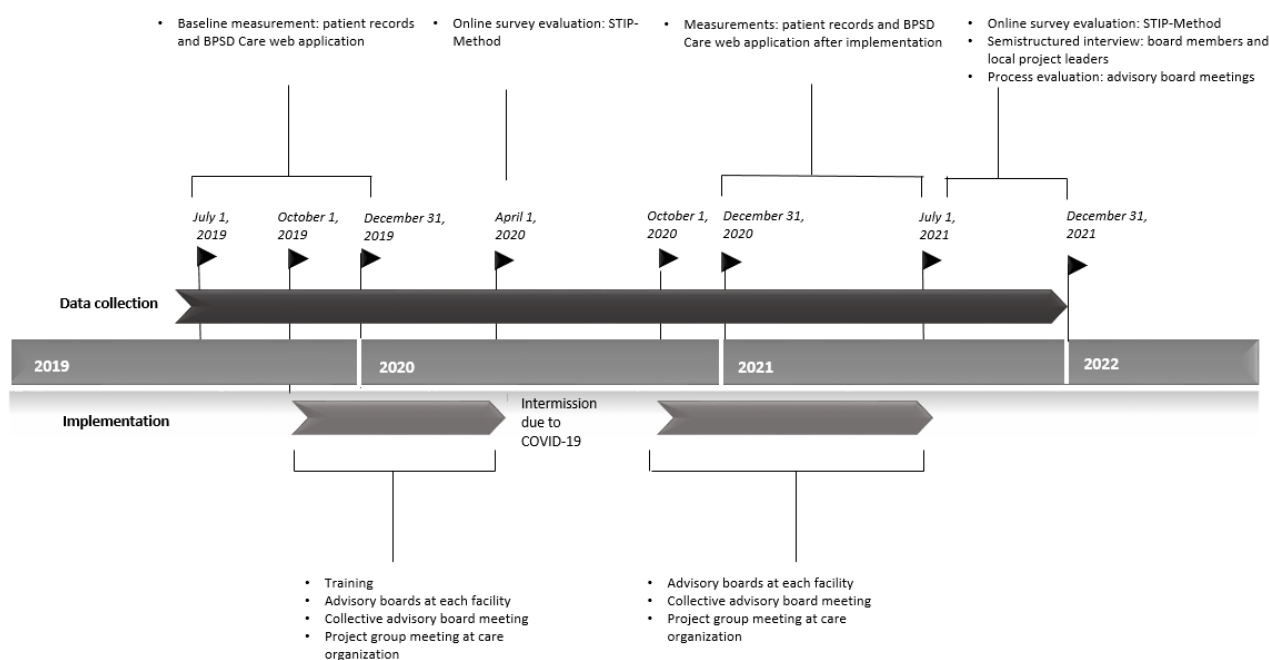 • Baseline measurement: patient records
and BPSD Care web application
• Online survey evaluation: STIP-
Method
• Measurements: patient records and BPSD
Care web application after implementation
• Online survey evaluation: STIP-Method
• Semistructured interview: board members and
local project leaders
• Process evaluation: advisory board meetings
July 1,
2019
October 1,
2019
December 31,
2019
April 1,
2020
October 1,
2020
December 31,
2020
July 1,
2021
December 31,
2021
Data collection
2019
2020
2021
2022
Implementation
Intermission
due to
COVID-19
• Training
• Advisory boards at each facility
• Collective advisory board meeting
• Project group meeting at care
organization
• Advisory boards at each facility
• Collective advisory board meeting
• Project group meeting at care
organization